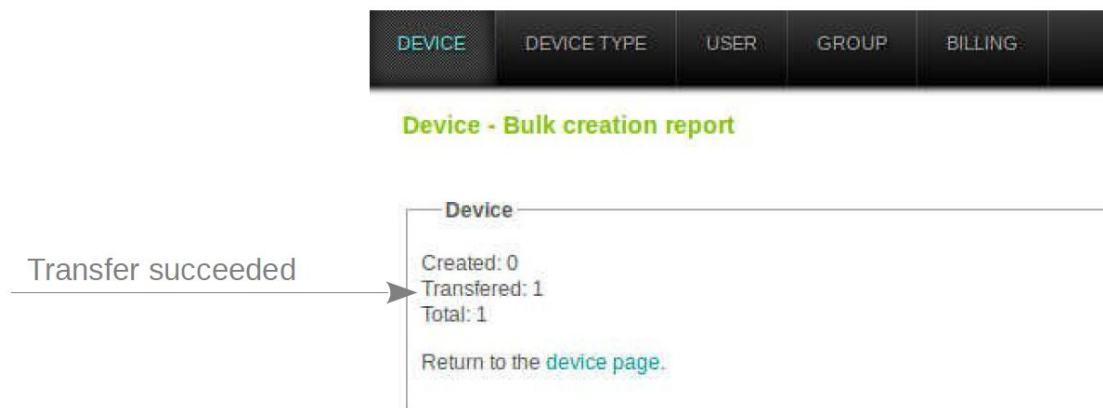 DEVICE DEVICE TYPE USER GROUP BILLING
Device - Bulk creation report
Device
Created: 0
Transfer succeeded
Transfered: 1
Total: 1
Return to the device page.